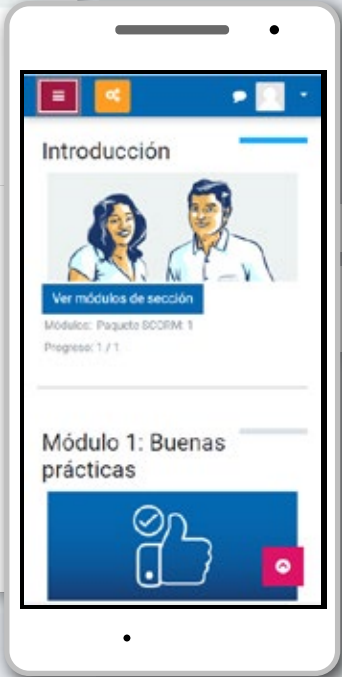 Introducción
Ver módulos de sección
Módulos: Paquete SCORM: 1
Progreso: 1 / 1
Módulo 1: Buenas
prácticas